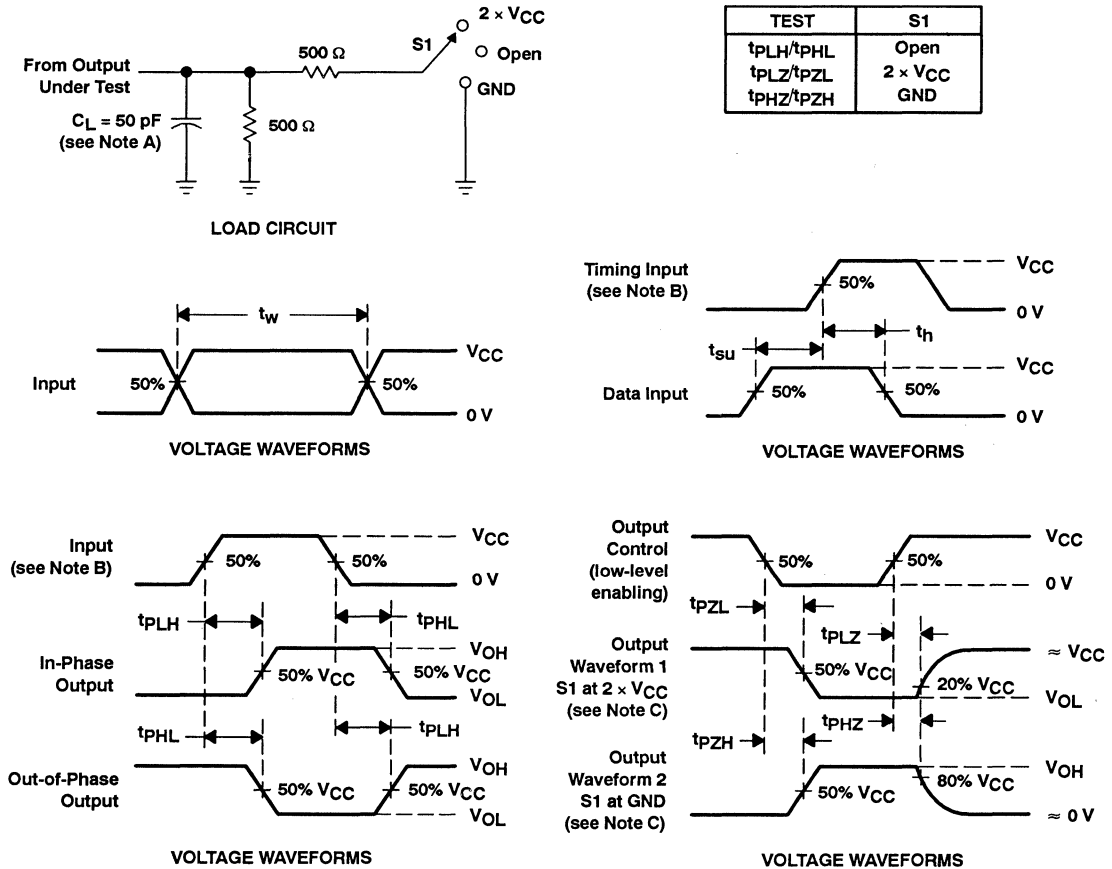 2 × VCC
S1
Open
500 Ω
GND
From Output
Under Test
CL = 50 pF
(see Note A)
500 Ω
LOAD CIRCUIT
TEST S1
tPLH/tPHL Open
tPLZ/tPZL 2 × VCC
tPHZ/tPZH GND
tw
VCC
Input
50%
50%
0 V
VOLTAGE WAVEFORMS
Timing Input
(see Note B)
VCC
50%
0 V
th
tsu
VCC
Data Input
50%
50%
0 V
VOLTAGE WAVEFORMS
Input
(see Note B)
VCC
50%
50%
0 V
tPLH
tPHL
In-Phase
Output
VOH
50% VCC
50% VCC
VOL
tPHL
tPLH
Out-of-Phase
Output
VOH
50% VCC
50% VCC
VOL
VOLTAGE WAVEFORMS
Output
Control
(low-level
enabling)
VCC
50%
50%
0 V
tPZL
tPLZ
Output
Waveform 1
S1 at 2 × VCC
(see Note C)
≈ VCC
50% VCC
20% VCC
VOL
tPHZ
tPZH
Output
Waveform 2
S1 at GND
(see Note C)
VOH
50% VCC
80% VCC
≈ 0 V
VOLTAGE WAVEFORMS